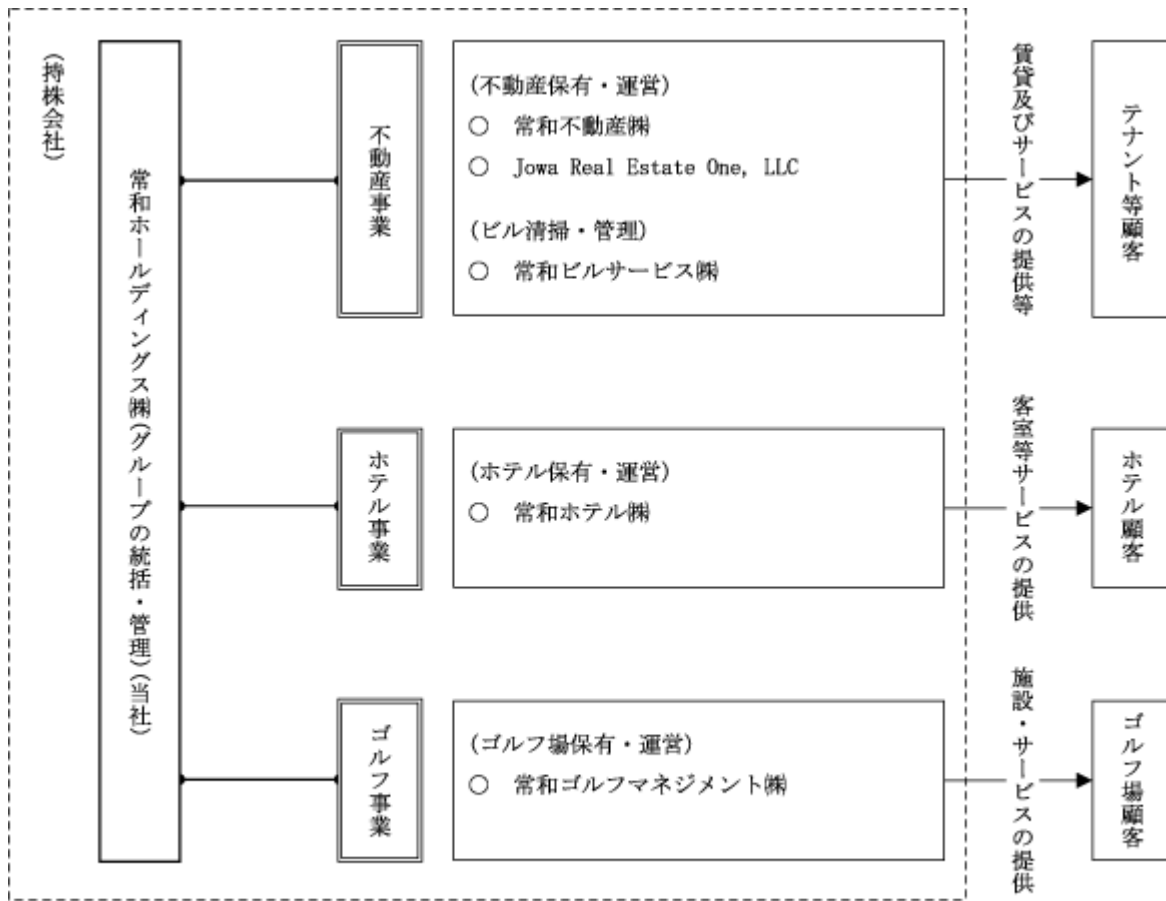 (持株会社)
常和ホールディングス㈱(グループの統括・管理)(当社)
不動産事業
(不動産保有・運営)
○ 常和不動産㈱
○ Jowa Real Estate One, LLC
(ビル清掃・管理)
○ 常和ビルサービス㈱
賃貸及びサービスの提供等
テナント等顧客
ホテル事業
(ホテル保有・運営)
○ 常和ホテル㈱
客室等サービスの提供
ホテル顧客
ゴルフ事業
(ゴルフ場保有・運営)
○ 常和ゴルフマネジメント㈱
施設・サービスの提供
ゴルフ場顧客